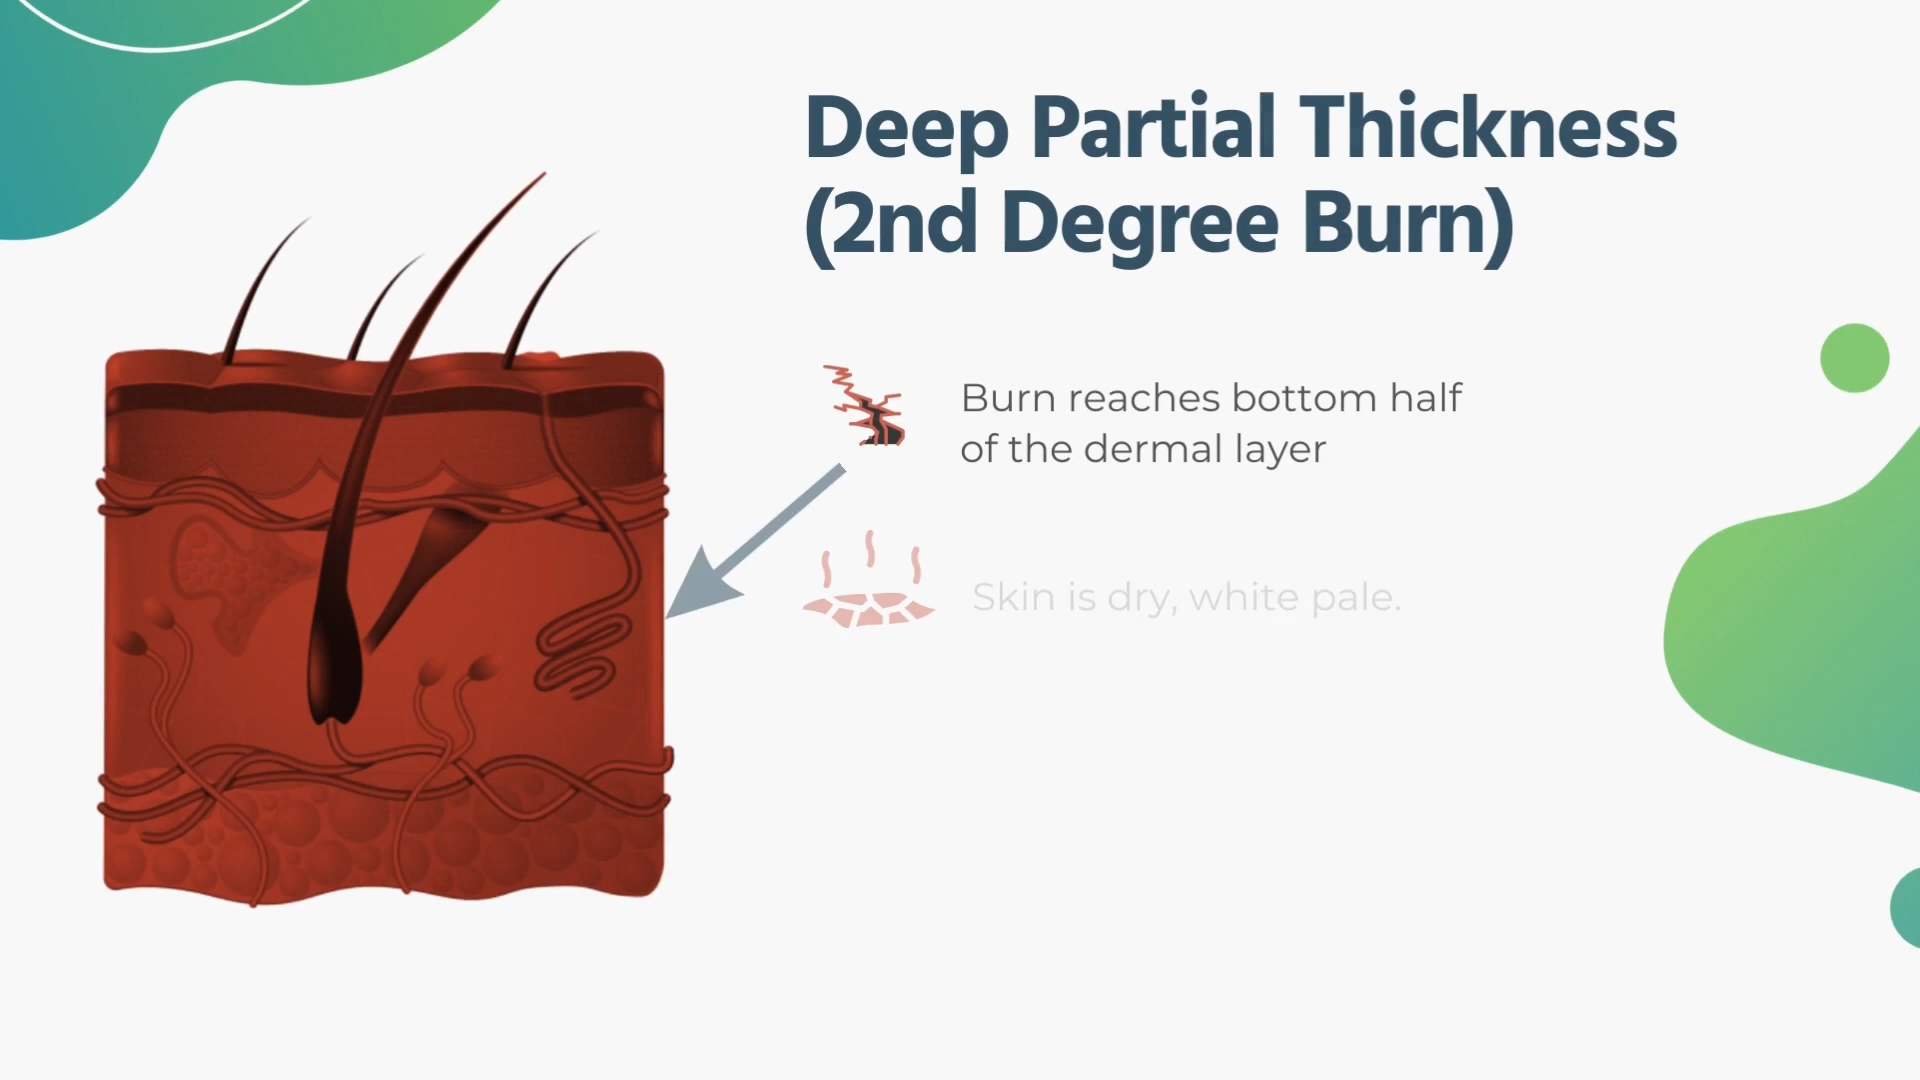 Deep Partial Thickness
(2nd Degree Burn)
Burn reaches bottom half
of the dermal layer
Skin is dry, white pale.